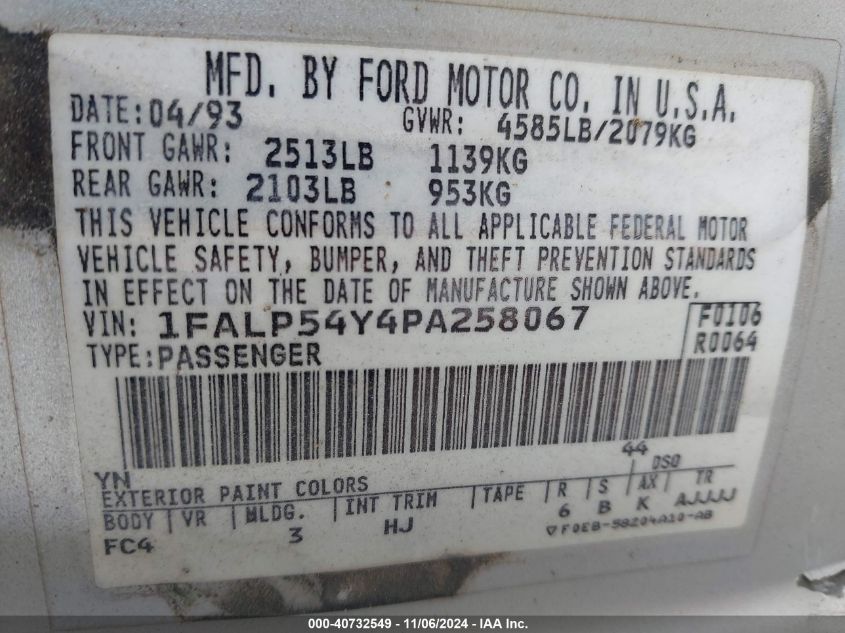 MFD. BY FORD MOTOR CO. IN U.S.A.
DATE: 04/93 GVWR: 4585LB/2079KG
FRONT GAWR: 2513LB 1139KG
REAR GAWR: 2103LB 953KG
THIS VEHICLE CONFORMS TO ALL APPLICABLE FEDERAL MOTOR
VEHICLE SAFETY, BUMPER, AND THEFT PREVENTION STANDARDS
IN EFFECT ON THE DATE OF MANUFACTURE SHOWN ABOVE.
VIN: 1FALP54Y4PA258067 F0106
TYPE: PASSENGER R0064
YN 44
EXTERIOR PAINT COLORS DSO
BODY VR MLDG. INT TRIM TAPE R S AX TR
FC4 3 HJ 6 B K AJJJJ
F0EB-58204A10-AB
000-40732549 - 11/06/2024 - IAA Inc.